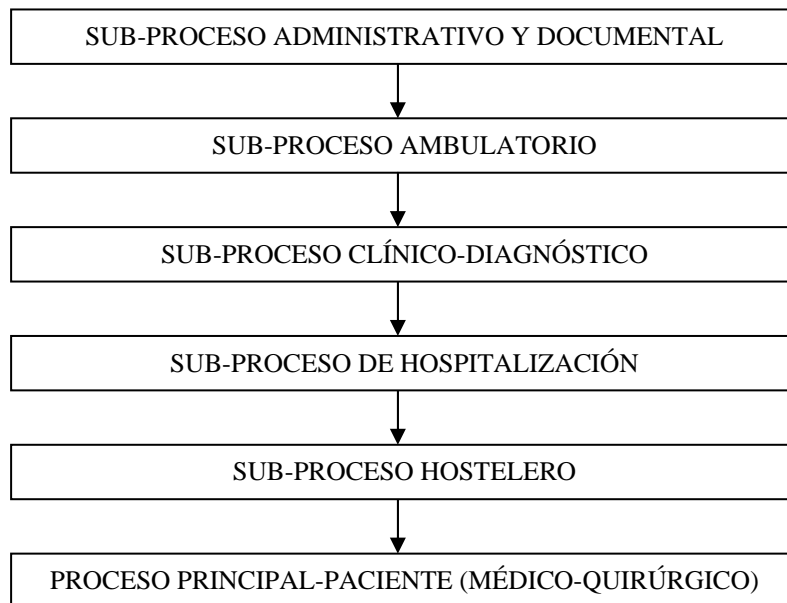 SUB-PROCESO ADMINISTRATIVO Y DOCUMENTAL
SUB-PROCESO AMBULATORIO
SUB-PROCESO CLÍNICO-DIAGNÓSTICO
SUB-PROCESO DE HOSPITALIZACIÓN
SUB-PROCESO HOSTELERO
PROCESO PRINCIPAL-PACIENTE (MÉDICO-QUIRÚRGICO)